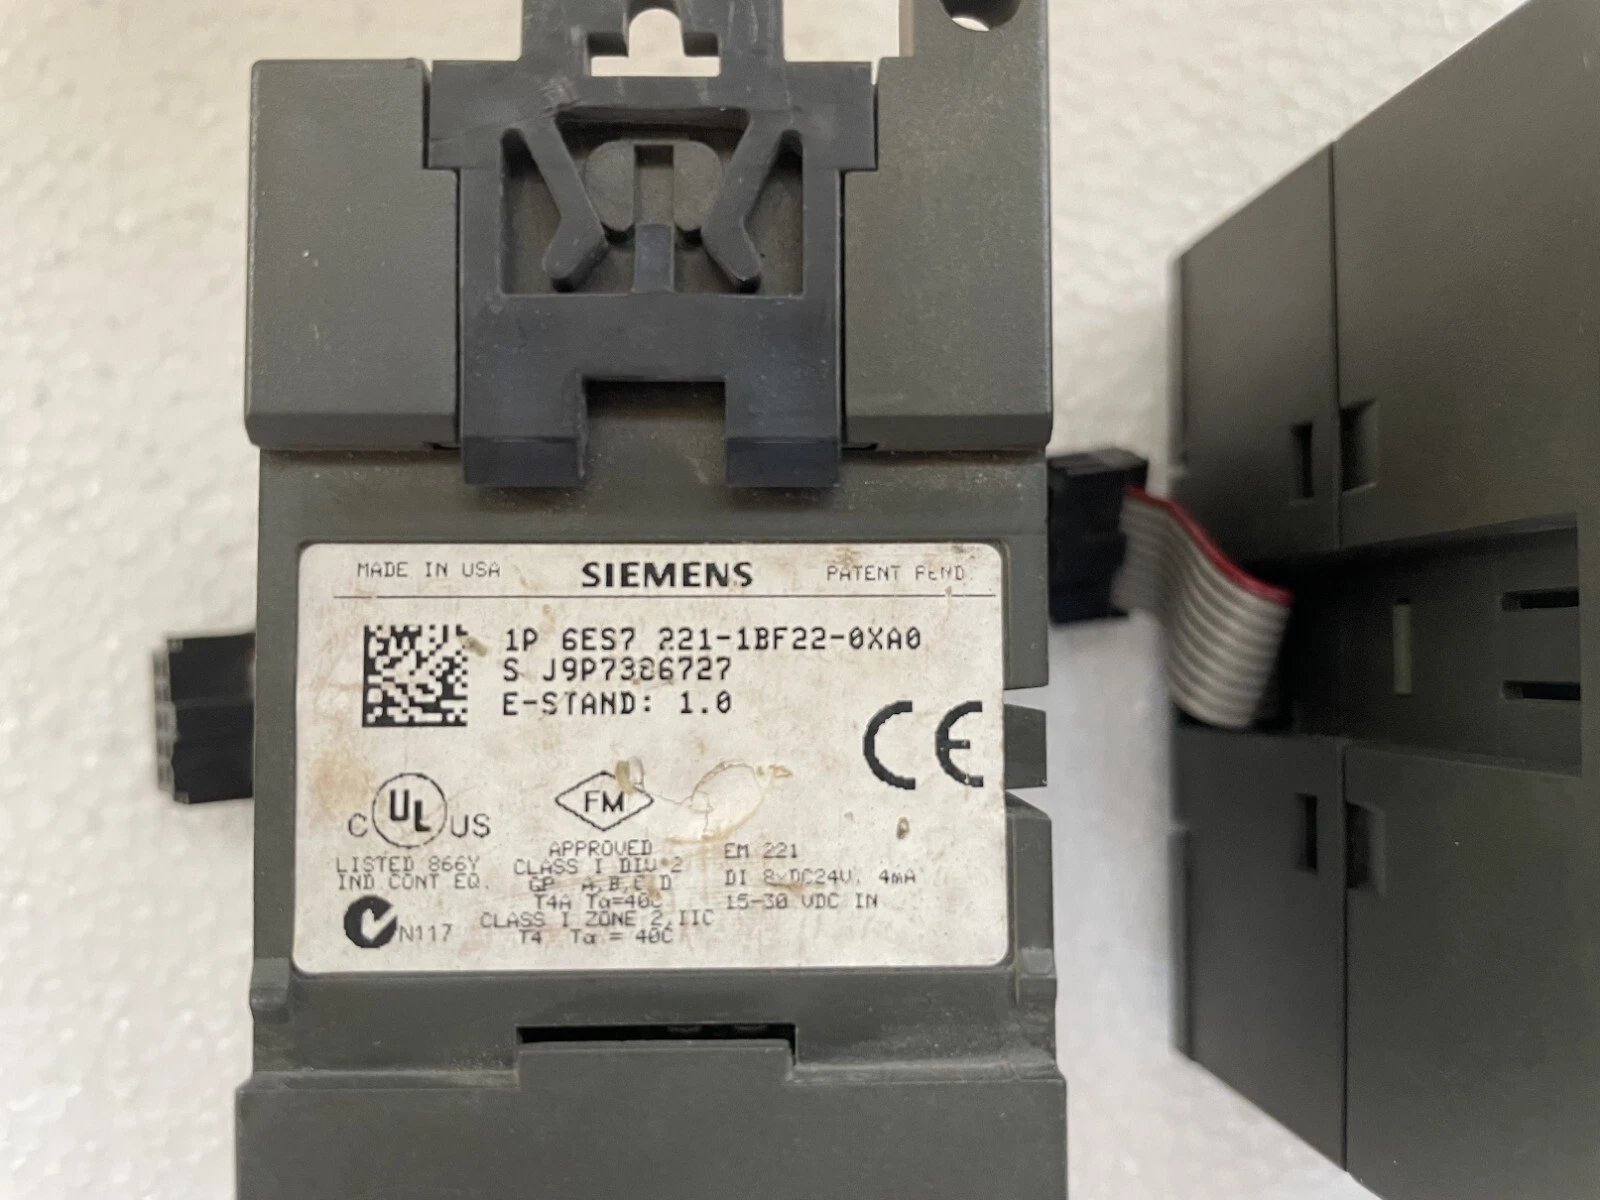 MADE IN USA SIEMENS PATENT PEND.
1P 6ES7 221-1BF22-0XA0
S J9P7386727
E-STAND: 1.0
CE
C UL US
FM
APPROVED
CLASS I DIV 2
GP. A,B,C D
T4A Ta=40C
CLASS I ZONE 2,IIC
T4 Ta = 40C
LISTED 866Y
IND CONT EQ.
N117
EM 221
DI 8xDC24V, 4mA
15-30 VDC IN